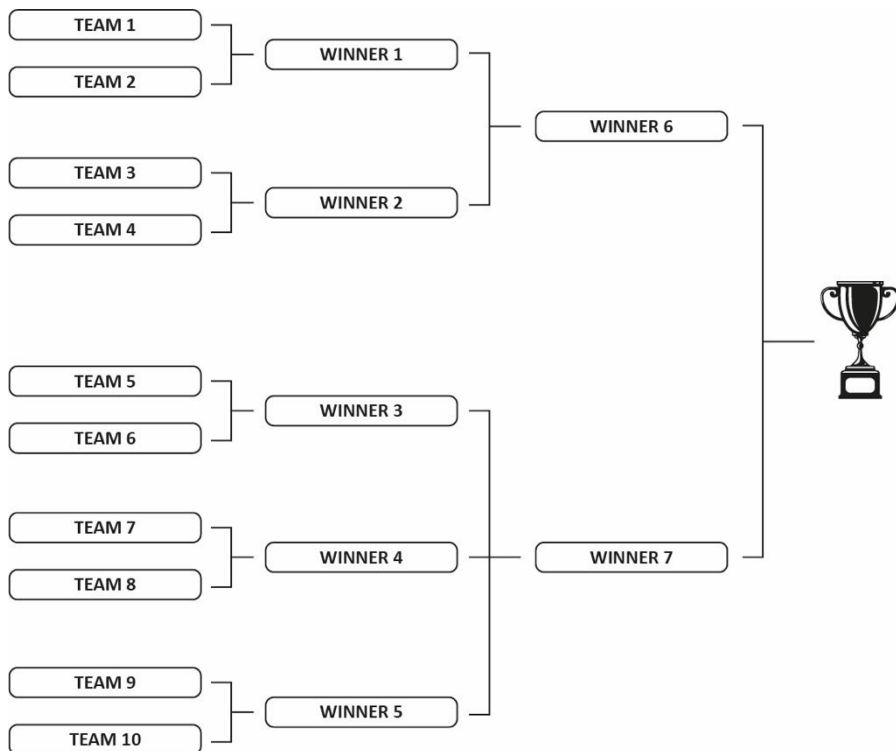 TEAM 1
TEAM 2
TEAM 3
TEAM 4
TEAM 5
TEAM 6
TEAM 7
TEAM 8
TEAM 9
TEAM 10
WINNER 1
WINNER 2
WINNER 3
WINNER 4
WINNER 5
WINNER 6
WINNER 7